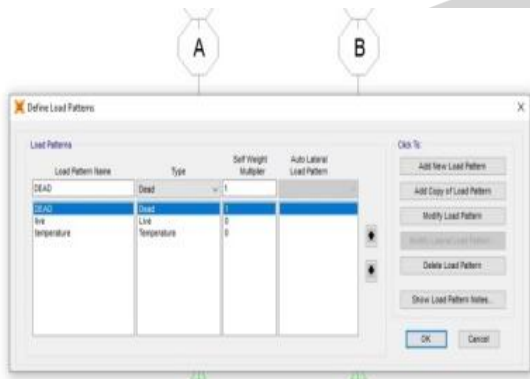 A B
Define Load Patterns X
Load Patterns Click To:
Load Pattern Name Type Self Weight Multiplier Auto Lateral Load Pattern
DEAD Dead 1
DEAD Dead 1
live Live 0
temperature Temperature 0
Add New Load Pattern
Add Copy of Load Pattern
Modify Load Pattern
Modify Lateral Load Pattern...
Delete Load Pattern
Show Load Pattern Notes...
OK Cancel